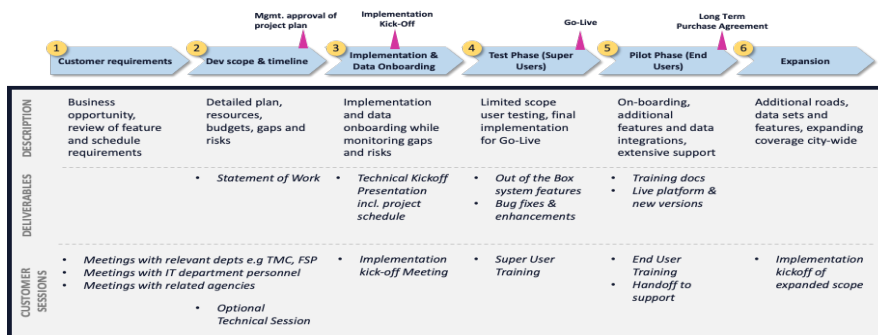 Mgmt. approval of
project plan
Implementation
Kick-Off
Go-Live
Long Term
Purchase Agreement
1
Customer requirements
2
Dev scope & timeline
3
Implementation &
Data Onboarding
4
Test Phase (Super
Users)
5
Pilot Phase (End
Users)
6
Expansion
DESCRIPTION
Business
opportunity,
review of feature
and schedule
requirements
Detailed plan,
resources,
budgets, gaps and
risks
Implementation
and data
onboarding while
monitoring gaps
and risks
Limited scope
user testing, final
implementation
for Go-Live
On-boarding,
additional
features and data
integrations,
extensive support
Additional roads,
data sets and
features, expanding
coverage city-wide
DELIVERABLES
• Statement of Work
• Technical Kickoff
Presentation
incl. project
schedule
• Out of the Box
system features
• Bug fixes &
enhancements
• Training docs
• Live platform &
new versions
CUSTOMER
SESSIONS
• Meetings with relevant depts e.g TMC, FSP
• Meetings with IT department personnel
• Meetings with related agencies
• Optional
Technical Session
• Implementation
kick-off Meeting
• Super User
Training
• End User
Training
• Handoff to
support
• Implementation
kickoff of
expanded scope